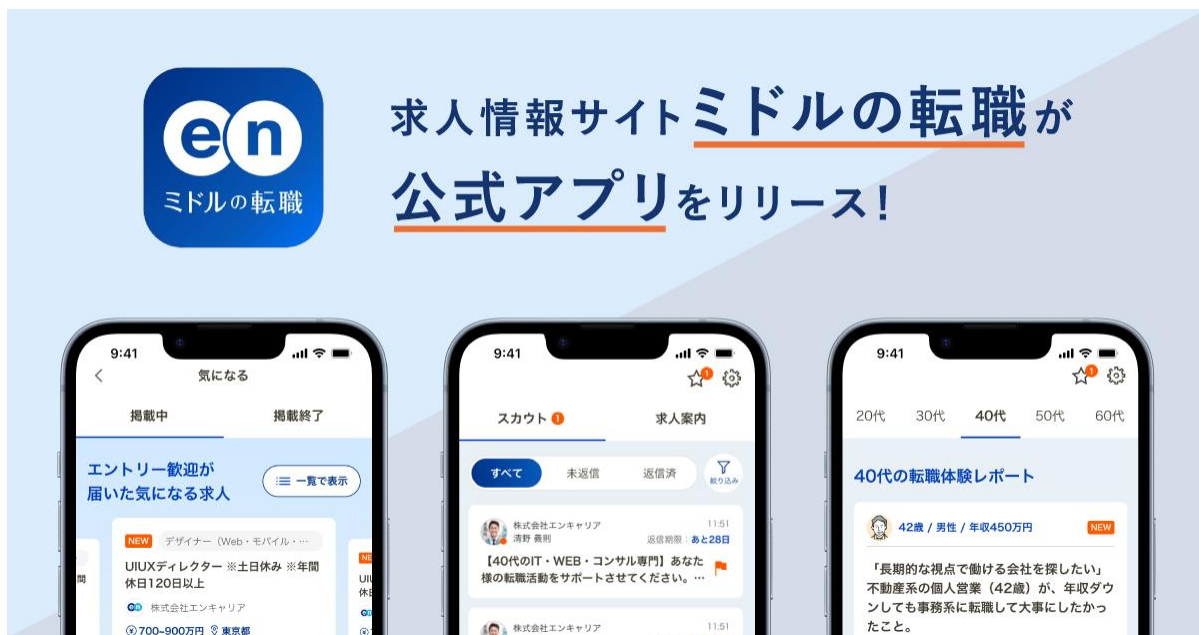 en
ミドルの転職
求人情報サイトミドルの転職が
公式アプリをリリース!
9:41
気になる
掲載中
掲載終了
エントリー歓迎が
届いた気になる求人
一覧で表示
NEW デザイナー(Web・モバイル・…
UIUXディレクター ※土日休み ※年間
休日120日以上
en 株式会社エンキャリア
700-900万円 東京都
間
NE
UIU
休
9:41
1
スカウト 1
求人案内
すべて
未返信
返信済
絞り込み
株式会社エンキャリア
11:51
清野 義則
返信期限:あと28日
【40代のIT・WEB・コンサル専門】あなた
様の転職活動をサポートさせてください。…
株式会社エンキャリア
11:51
9:41
1
20代
30代
40代
50代
60代
40代の転職体験レポート
42歳 / 男性 / 年収450万円
NEW
「長期的な視点で働ける会社を探したい」
不動産系の個人営業(42歳)が、年収ダウ
ンしても事務系に転職して大事にしたかっ
たこと。